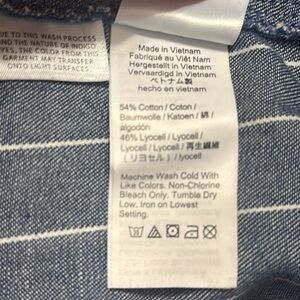 UE TO THIS WASH PROCESS
AND THE NATURE OF INDIGO
YES, THE COLOR FROM THIS
GARMENT MAY TRANSFER
ONTO LIGHT SURFACES.
Made in Vietnam
Fabriqué au Viêt Nam
Hergestellt in Vietnam
Vervaardigd in Vietnam
ベトナム製
hecho en vietnam
54% Cotton / Coton /
Baumwolle / Katoen / 綿 /
algodón
46% Lyocell / Lyocell /
Lyocell / Lyocell / 再生繊維
(リヨセル) / lyocell
Machine Wash Cold With
Like Colors. Non-Chlorine
Bleach Only. Tumble Dry
Low. Iron on Lowest
Setting.